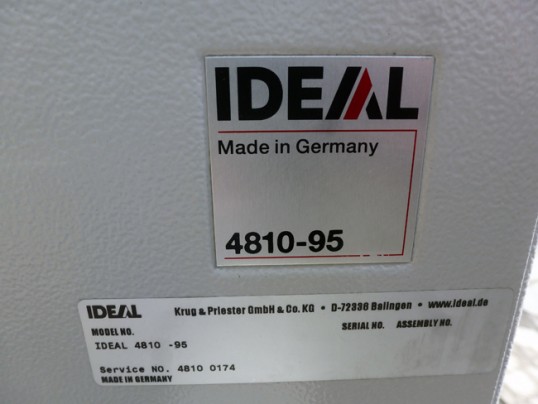 IDEAL
Made in Germany
4810-95
IDEAL Krug & Priester GmbH & Co. KG • D-72336 Balingen • www.ideal.de
MODEL NO. SERIAL NO. ASSEMBLY NO.
IDEAL 4810 -95
Service NO. 4810 0174
MADE IN GERMANY